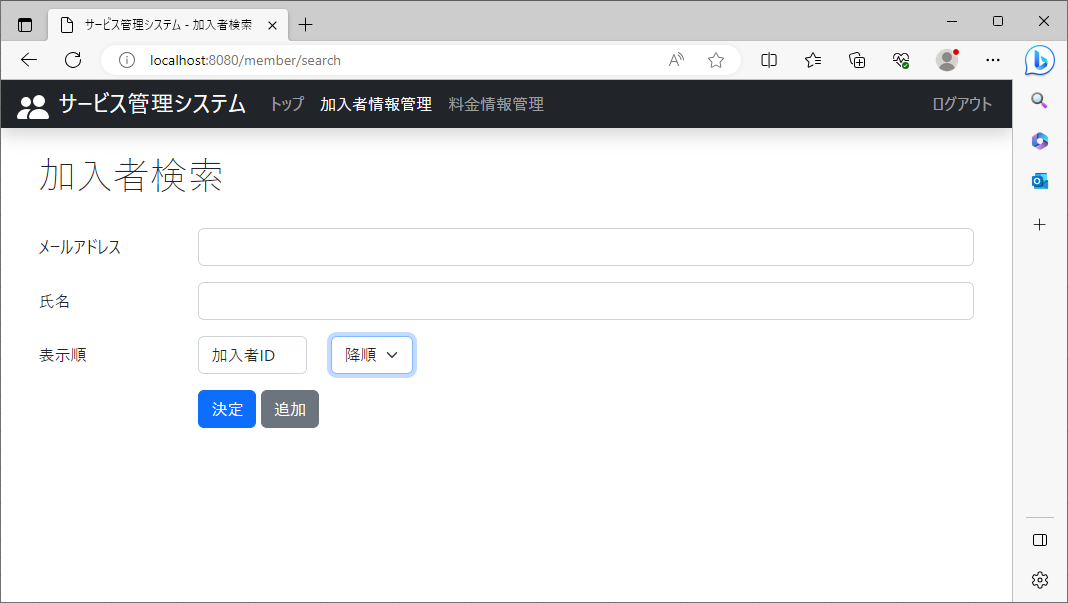 サービス管理システム - 加入者検索
localhost:8080/member/search
サービス管理システム トップ 加入者情報管理 料金情報管理 ログアウト
加入者検索
メールアドレス
氏名
表示順 加入者ID 降順
決定 追加